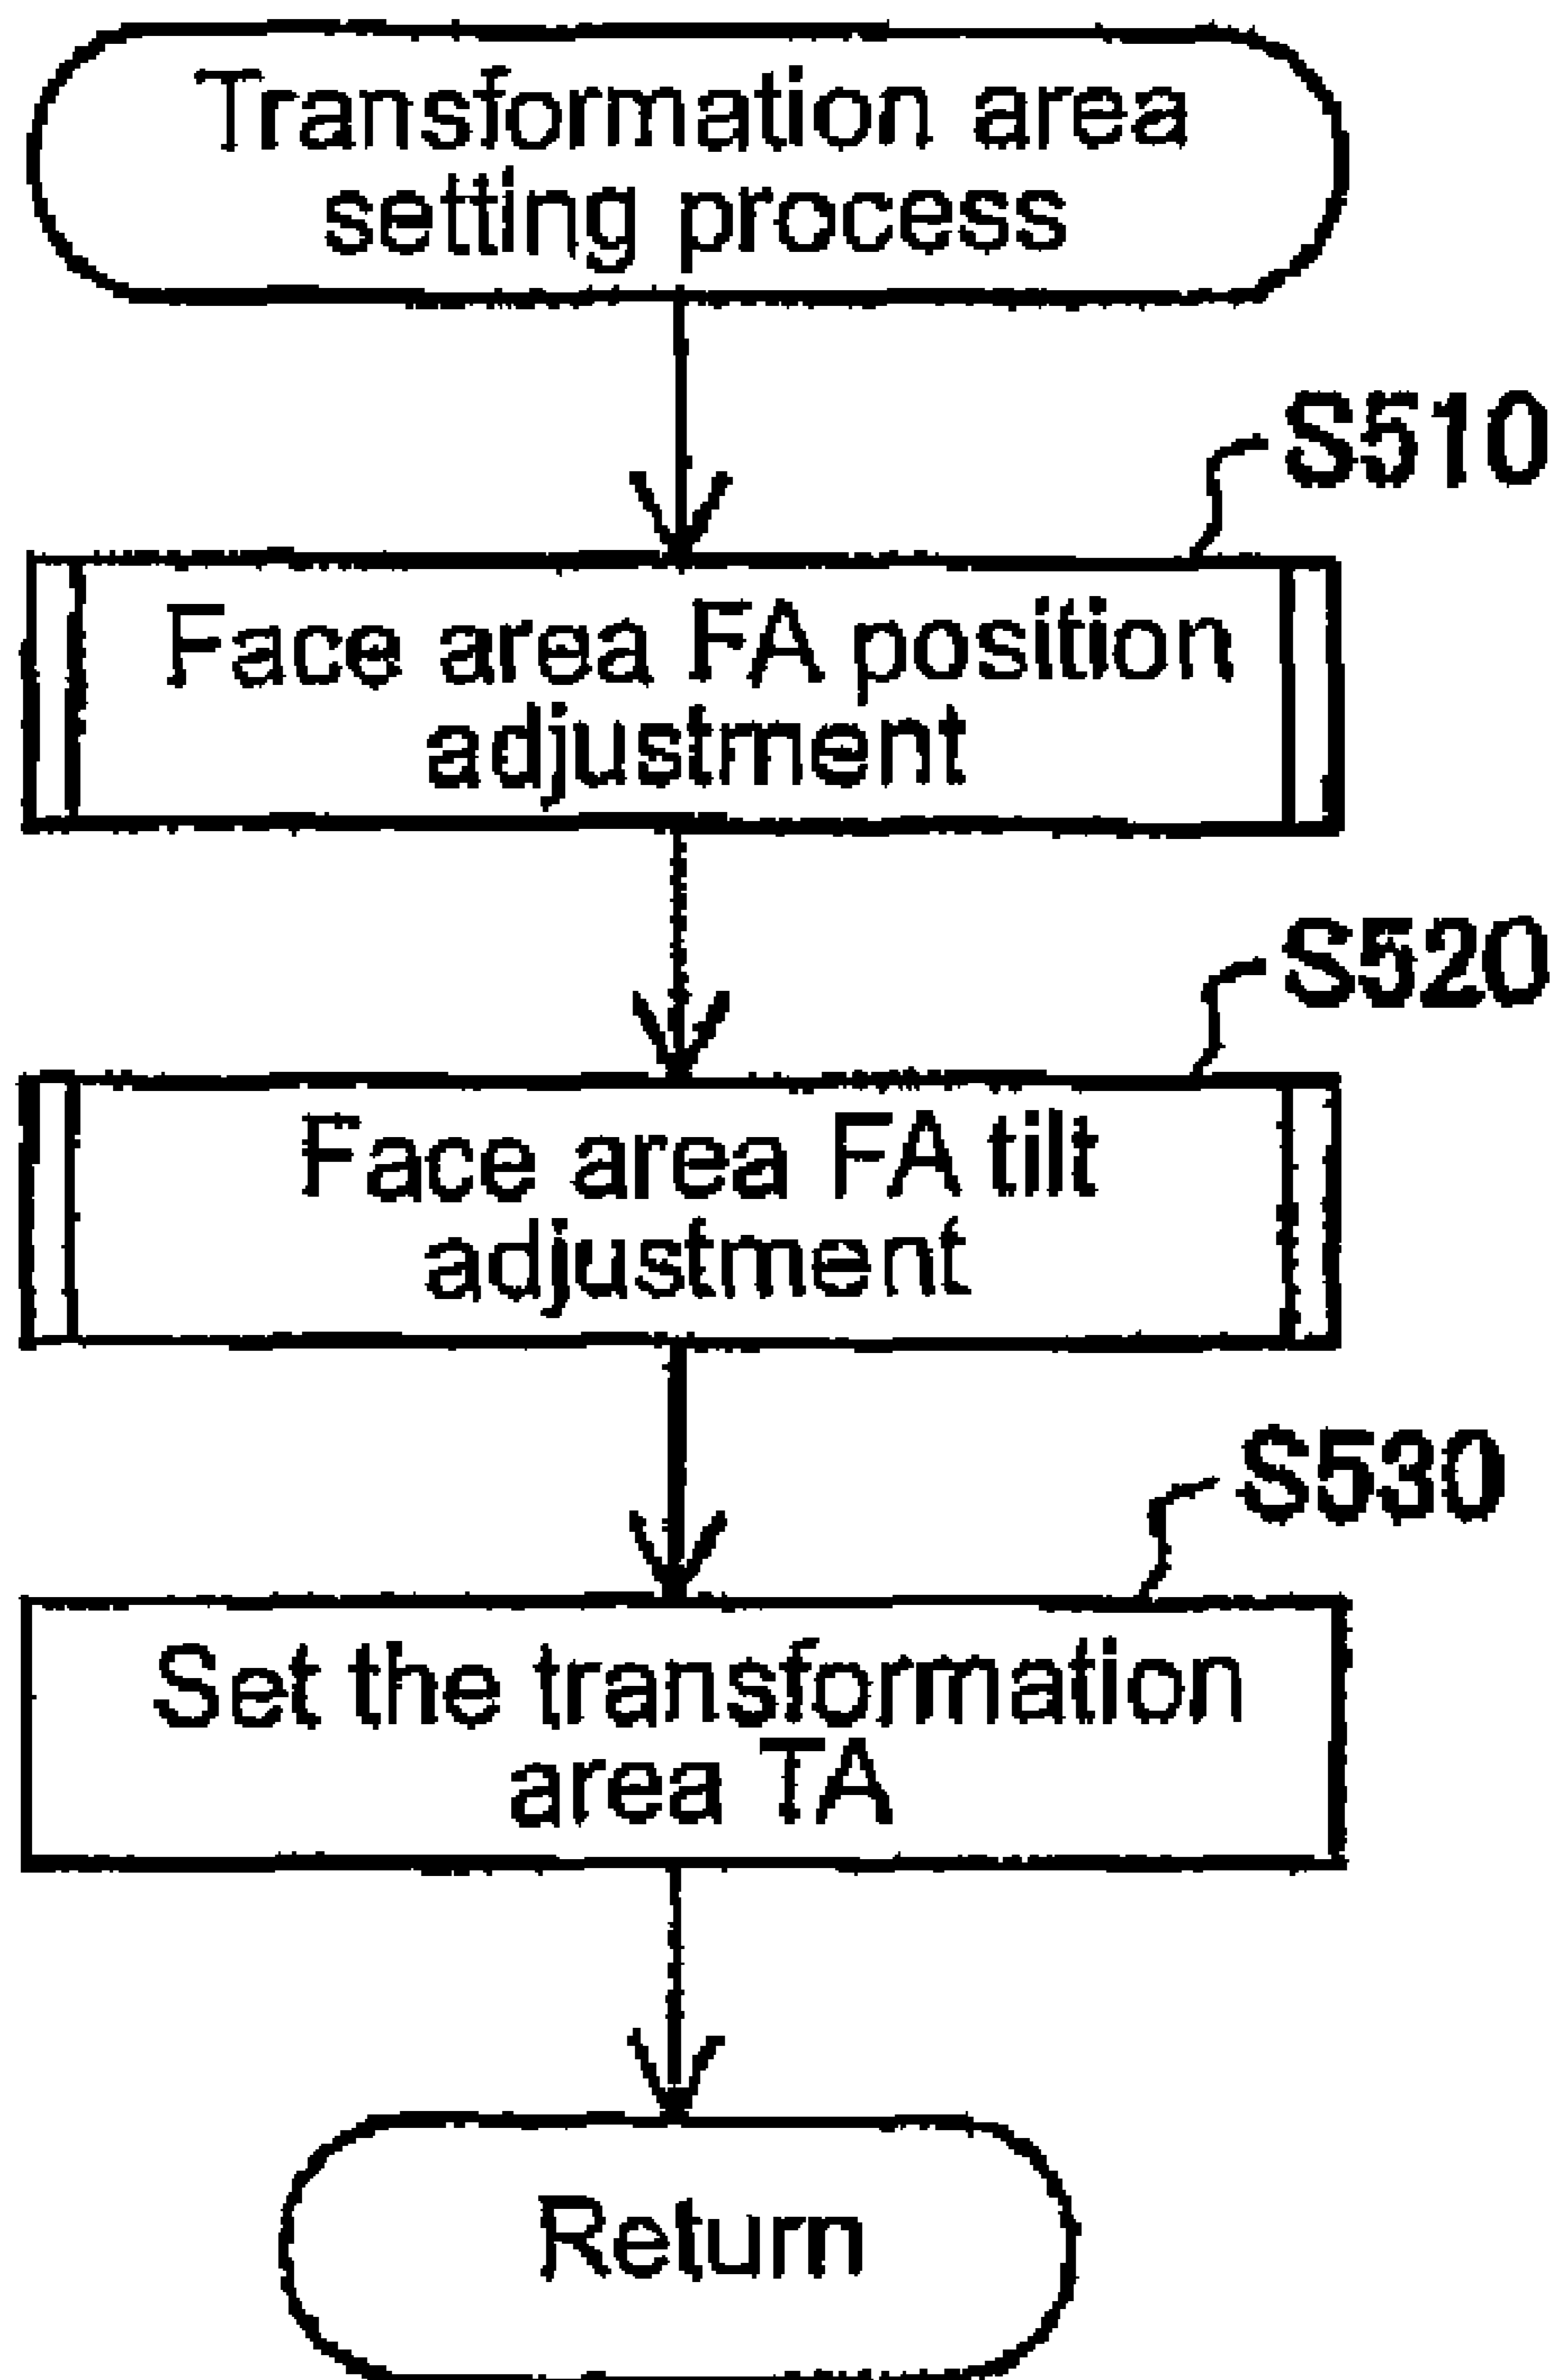 Transformation area
setting process
S510
Face area FA position
adjustment
S520
Face area FA tilt
adjustment
S530
Set the transformation
area TA
Return